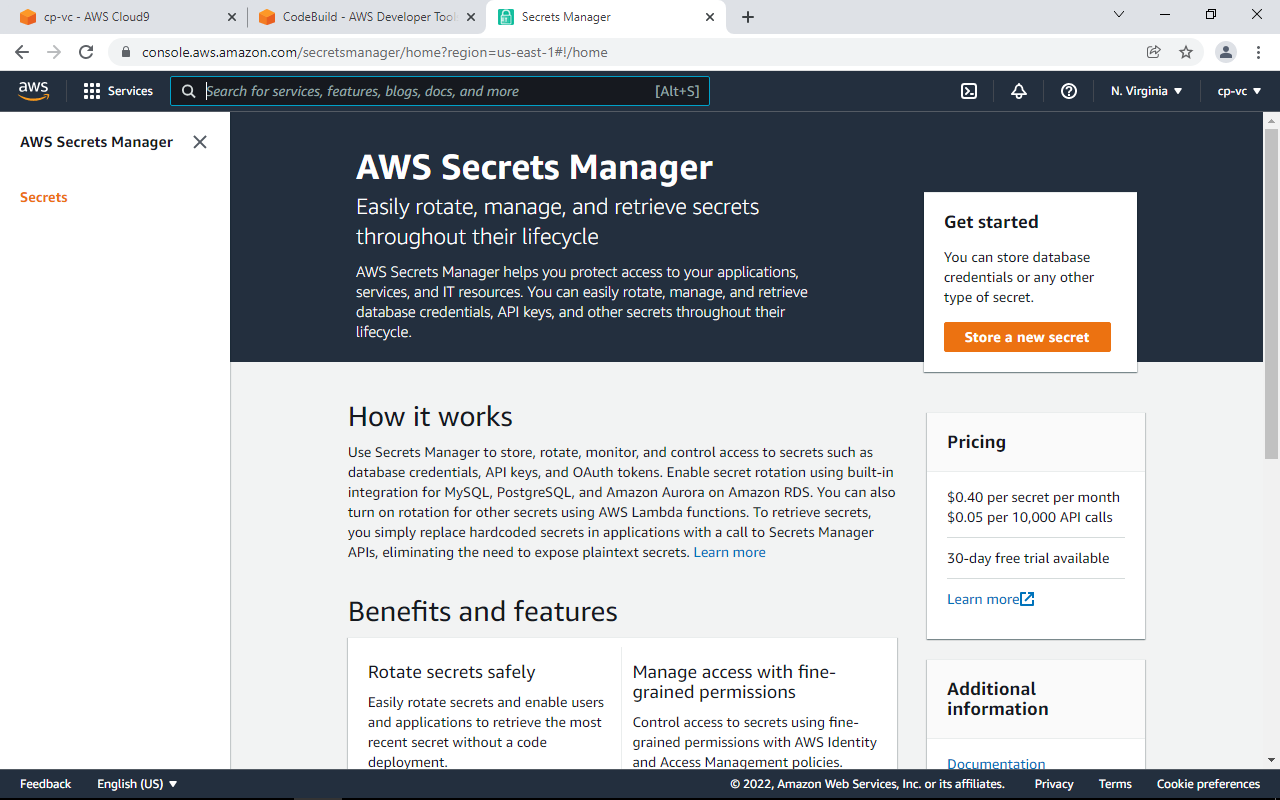 cp-vc - AWS Cloud9
CodeBuild - AWS Developer Tool
Secrets Manager
console.aws.amazon.com/secretsmanager/home?region=us-east-1#!/home
aws
Services
Search for services, features, blogs, docs, and more
[Alt+S]
N. Virginia
cp-vc
AWS Secrets Manager
Secrets
AWS Secrets Manager
Easily rotate, manage, and retrieve secrets
throughout their lifecycle
AWS Secrets Manager helps you protect access to your applications,
services, and IT resources. You can easily rotate, manage, and retrieve
database credentials, API keys, and other secrets throughout their
lifecycle.
Get started
You can store database
credentials or any other
type of secret.
Store a new secret
How it works
Use Secrets Manager to store, rotate, monitor, and control access to secrets such as
database credentials, API keys, and OAuth tokens. Enable secret rotation using built-in
integration for MySQL, PostgreSQL, and Amazon Aurora on Amazon RDS. You can also
turn on rotation for other secrets using AWS Lambda functions. To retrieve secrets,
you simply replace hardcoded secrets in applications with a call to Secrets Manager
APIs, eliminating the need to expose plaintext secrets. Learn more
Pricing
$0.40 per secret per month
$0.05 per 10,000 API calls
30-day free trial available
Learn more
Benefits and features
Rotate secrets safely
Easily rotate secrets and enable users
and applications to retrieve the most
recent secret without a code
deployment.
Manage access with fine-
grained permissions
Control access to secrets using fine-
grained permissions with AWS Identity
and Access Management policies.
Additional
information
Documentation
Feedback
English (US)
© 2022, Amazon Web Services, Inc. or its affiliates.
Privacy
Terms
Cookie preferences